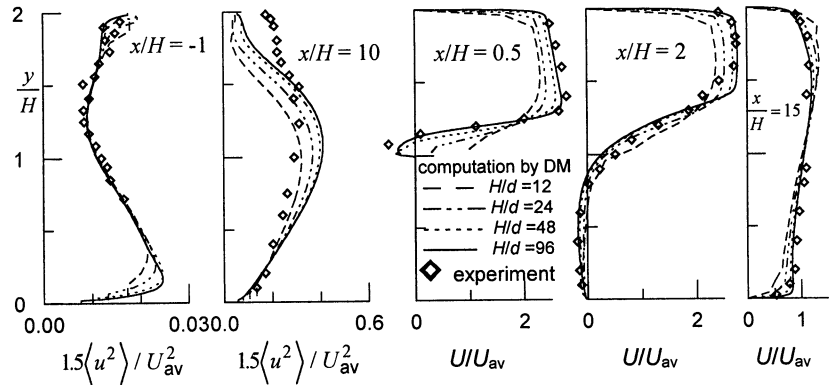 2
y/H
1
0
x/H = -1
x/H = 10
x/H = 0.5
x/H = 2
x/H = 15
computation by DM
H/d =12
H/d =24
H/d =48
H/d =96
experiment
0.00 0.03
0.0 0.6
0 2
0 2
0 1
1.5⟨u²⟩ / U²av
1.5⟨u²⟩ / U²av
U/Uav
U/Uav
U/Uav